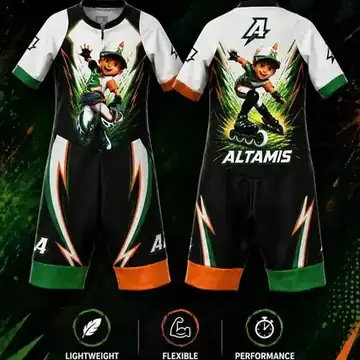 A
ALTAMIS
A
A
LIGHTWEIGHT
FLEXIBLE
PERFORMANCE